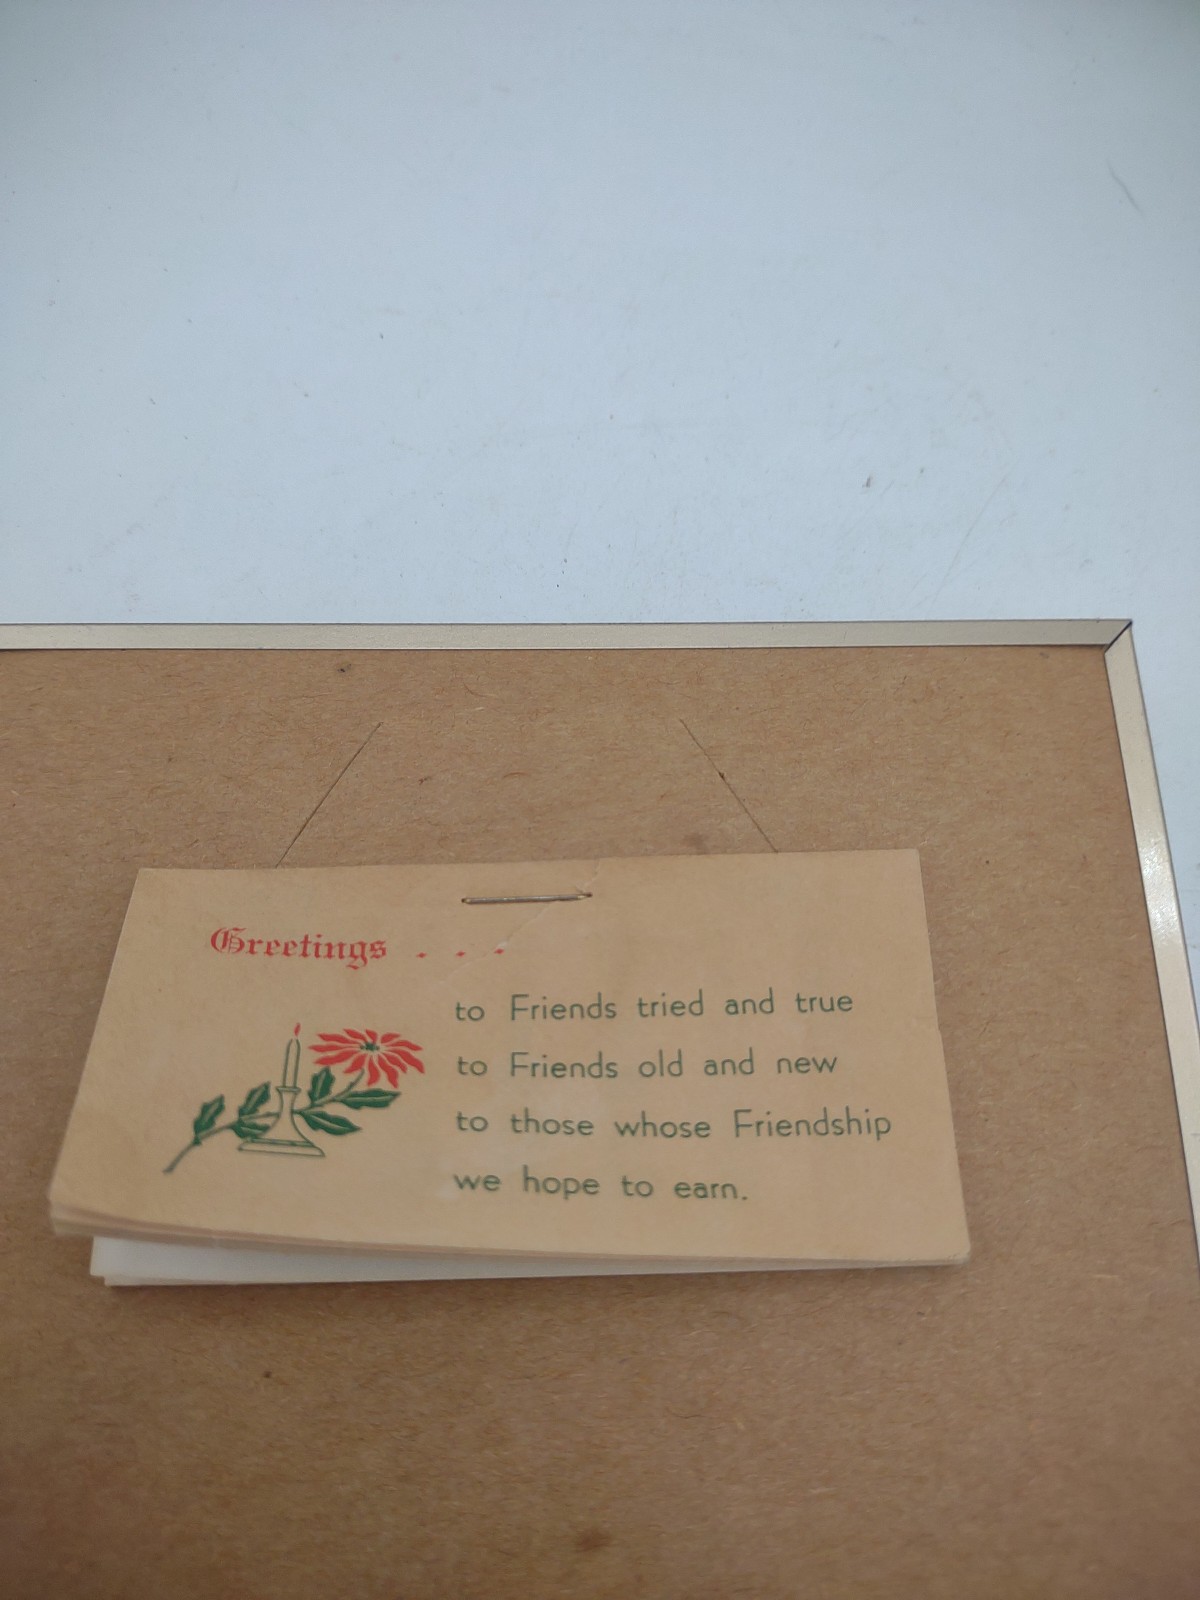 Greetings . . .
to Friends tried and true
to Friends old and new
to those whose Friendship
we hope to earn.